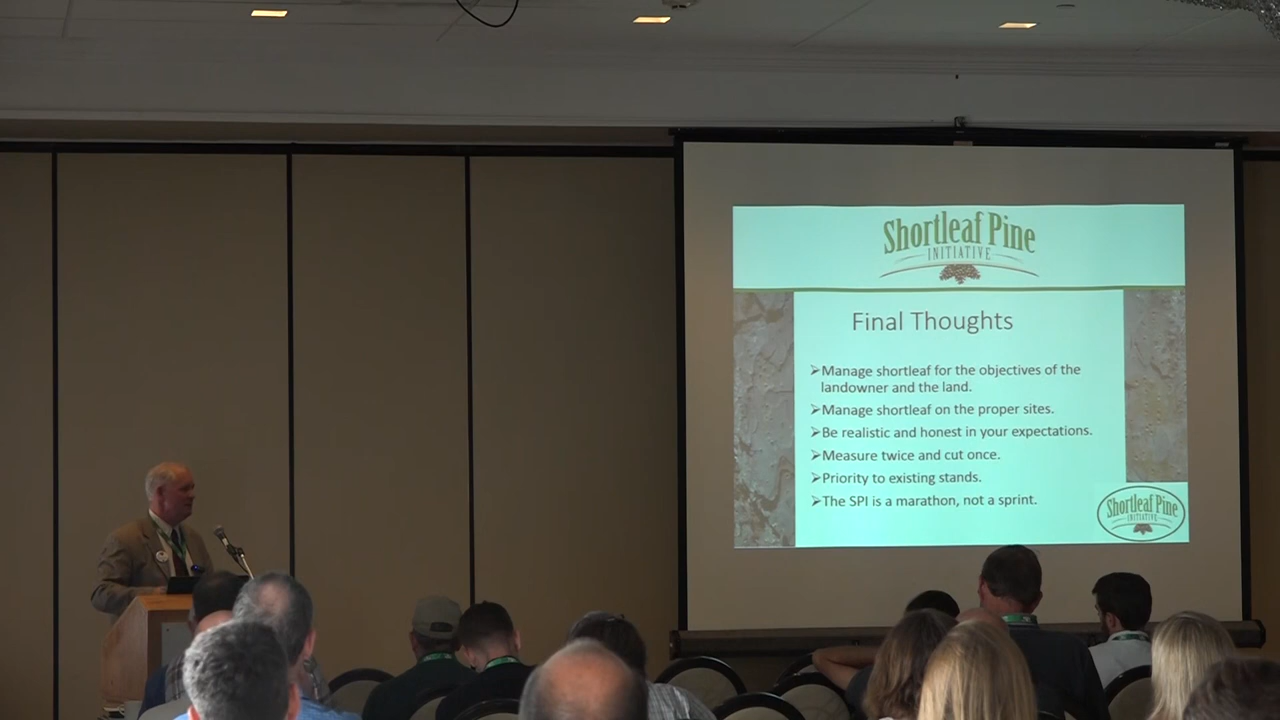 Shortleaf Pine
INITIATIVE
Final Thoughts
➢Manage shortleaf for the objectives of the
landowner and the land.
➢Manage shortleaf on the proper sites.
➢Be realistic and honest in your expectations.
➢Measure twice and cut once.
➢Priority to existing stands.
➢The SPI is a marathon, not a sprint.
Shortleaf Pine
INITIATIVE